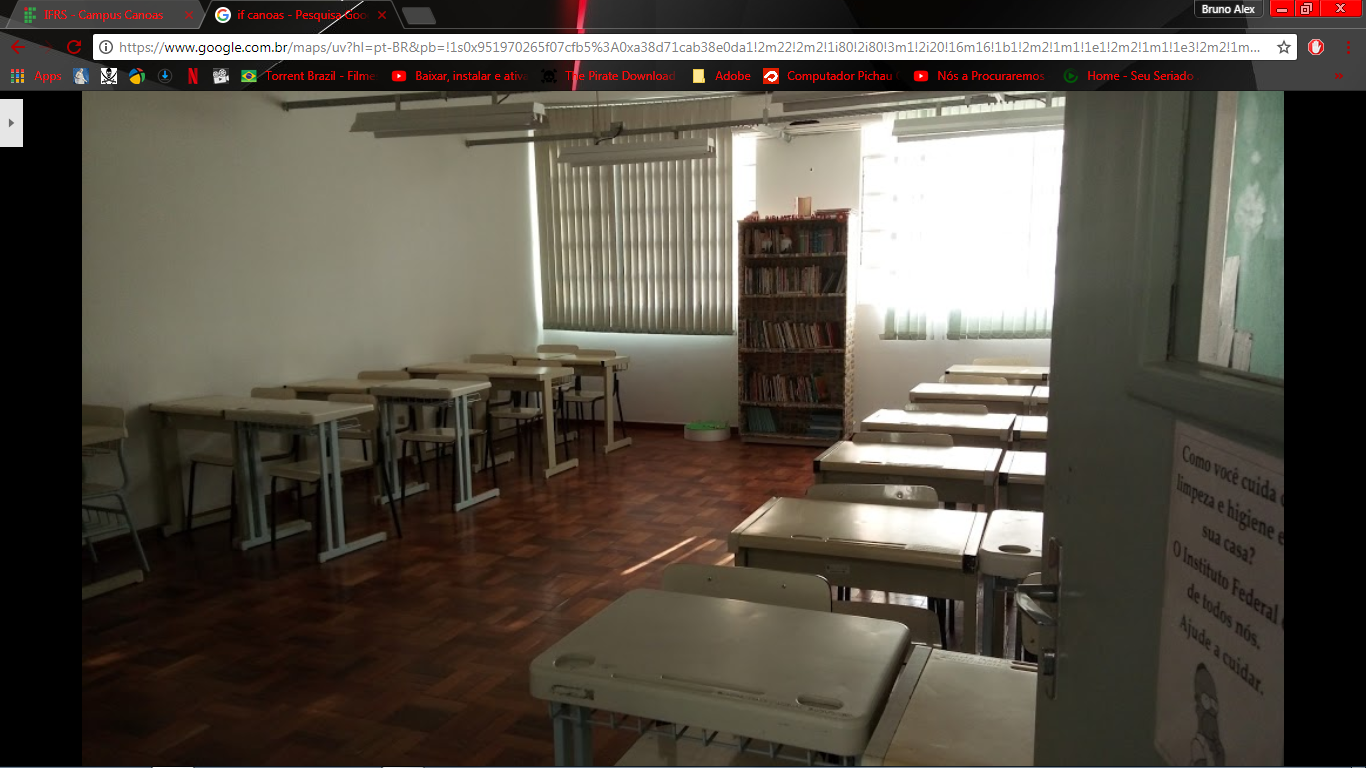 IFRS - Campus Canoas
if canoas - Pesquisa Goo
Bruno Alex
https://www.google.com.br/maps/uv?hl=pt-BR&pb=!1s0x951970265f07cfb5%3A0xa38d71cab38e0da1!2m22!2m2!1i80!2i80!3m1!2i20!16m16!1b1!2m2!1m1!1e1!2m2!1m1!1e3!2m2!1m...
Apps
Torrent Brazil - Filme
Baixar, instalar e ativa
The Pirate Download
Adobe
Computador Pichau
Nós a Procuraremos
Home - Seu Seriado
Como você cuida
limpeza e higiene
sua casa?
O Instituto Federal
de todos nós.
Ajude a cuidar.